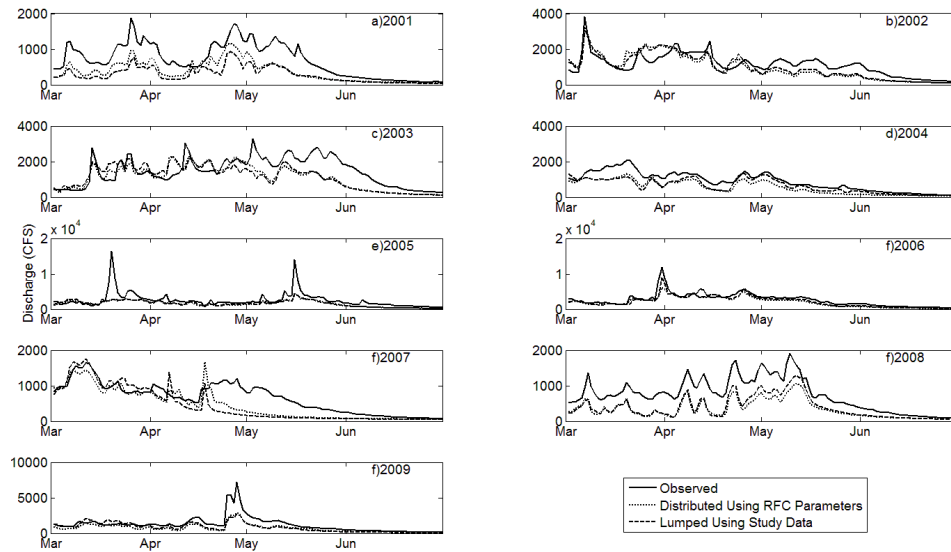 a)2001
2000
1000
0
Mar
Apr
May
Jun
b)2002
4000
2000
0
Mar
Apr
May
Jun
c)2003
4000
2000
0
Mar
Apr
May
Jun
d)2004
4000
2000
0
Mar
Apr
May
Jun
Discharge (CFS)
x 10^4
e)2005
2
1
0
Mar
Apr
May
Jun
x 10^4
f)2006
2
1
0
Mar
Apr
May
Jun
f)2007
2000
1000
0
Mar
Apr
May
Jun
f)2008
2000
1000
0
Mar
Apr
May
Jun
f)2009
10000
5000
0
Mar
Apr
May
Jun
Observed
Distributed Using RFC Parameters
Lumped Using Study Data